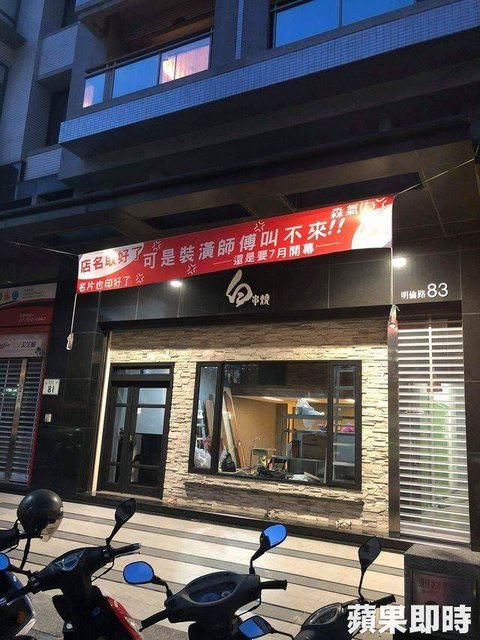 店名取好了
名片也印好了
可是裝潢師傅叫不來!!
還是要7月開幕
森氣
串燒
明倫路83
81
蘋果即時